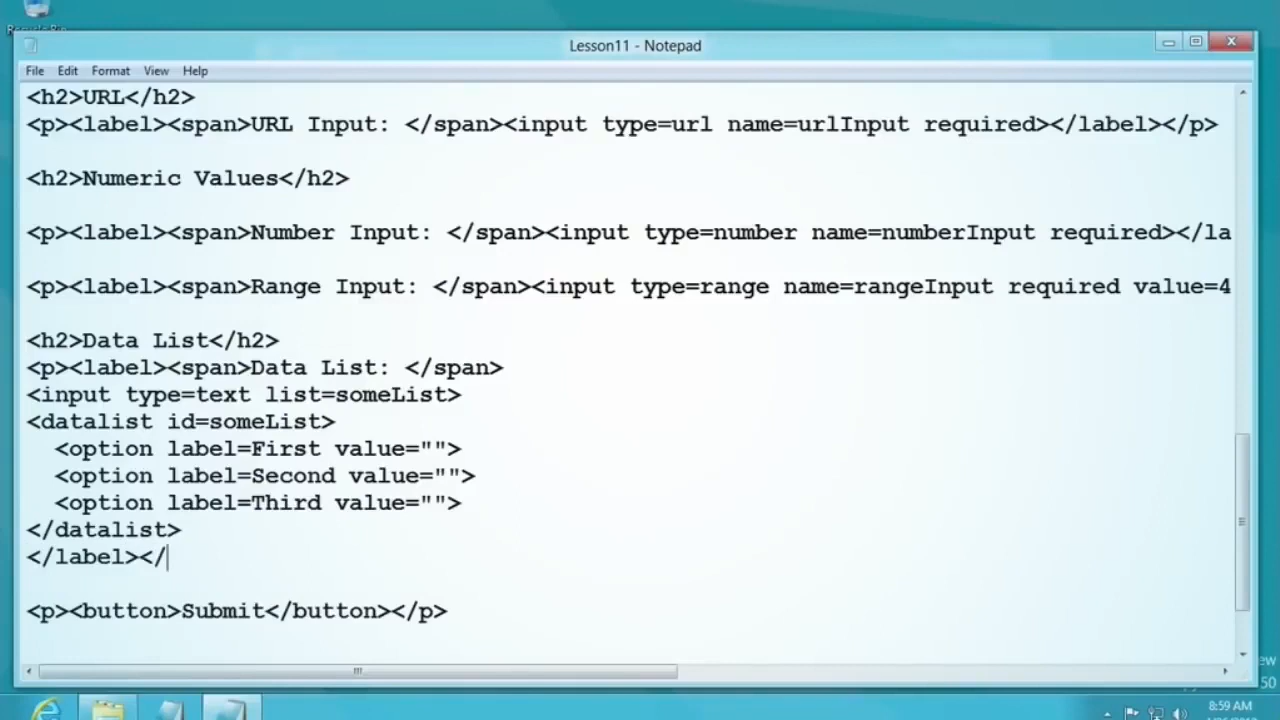 Recycle Bin
Lesson11 - Notepad
File Edit Format View Help
<h2>URL</h2>
<p><label><span>URL Input: </span><input type=url name=urlInput required></label></p>
<h2>Numeric Values</h2>
<p><label><span>Number Input: </span><input type=number name=numberInput required></la
<p><label><span>Range Input: </span><input type=range name=rangeInput required value=4
<h2>Data List</h2>
<p><label><span>Data List: </span>
<input type=text list=someList>
<datalist id=someList>
  <option label=First value="">
  <option label=Second value="">
  <option label=Third value="">
</datalist>
</label></
<p><button>Submit</button></p>
ew
50
8:59 AM